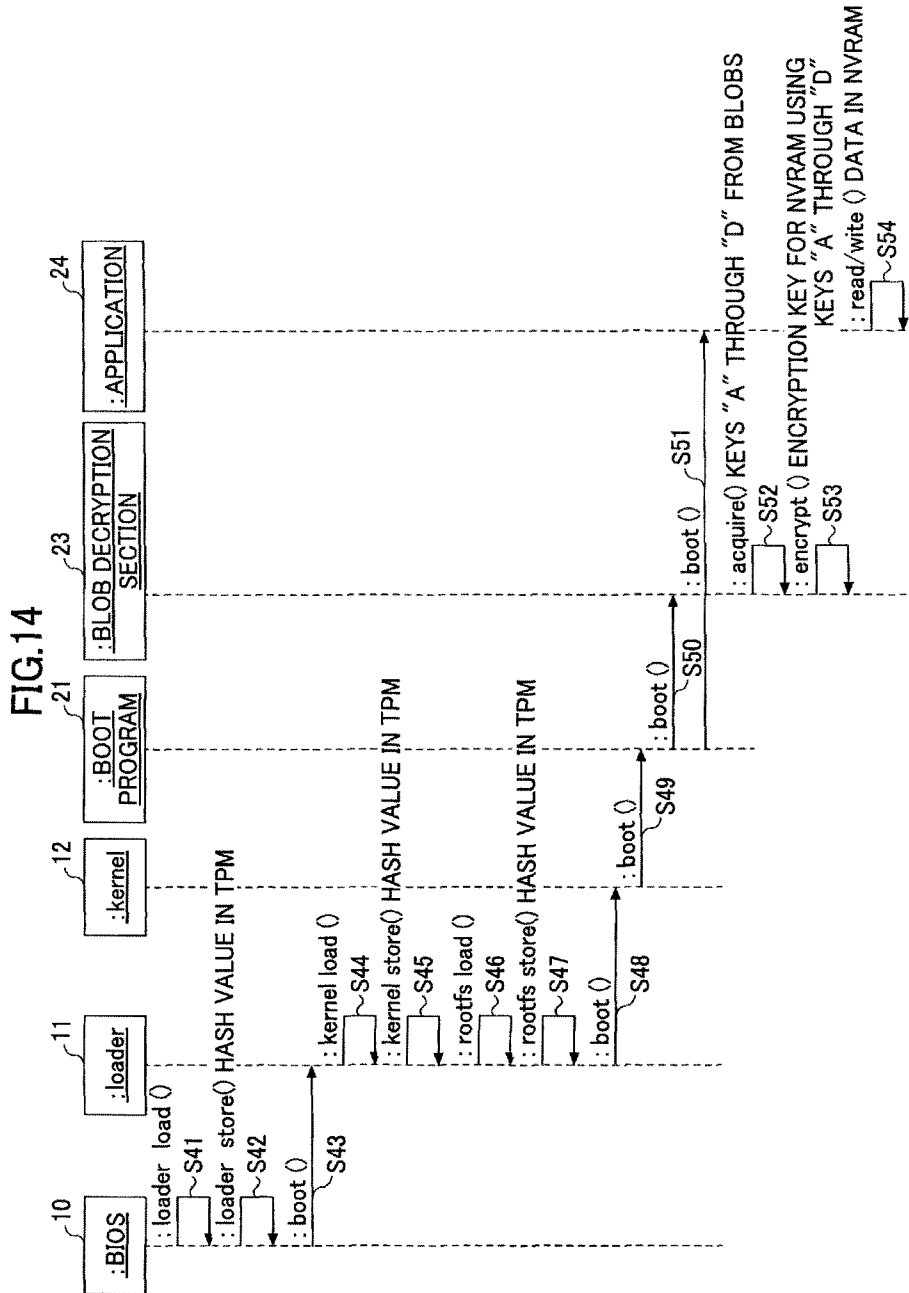 FIG.14
10
:BIOS
11
:loader
12
:kernel
21
:BOOT
PROGRAM
23
:BLOB DECRYPTION
SECTION
24
:APPLICATION
:loader load ()
S41
:loader store() HASH VALUE IN TPM
S42
:boot ()
S43
:kernel load ()
S44
:kernel store() HASH VALUE IN TPM
S45
:rootfs load ()
S46
:rootfs store() HASH VALUE IN TPM
S47
:boot ()
S48
:boot ()
S49
:boot ()
S50
:boot ()
S51
:acquire() KEYS "A" THROUGH "D" FROM BLOBS
S52
:encrypt () ENCRYPTION KEY FOR NVRAM USING
KEYS "A" THROUGH "D"
S53
:read/wite () DATA IN NVRAM
S54